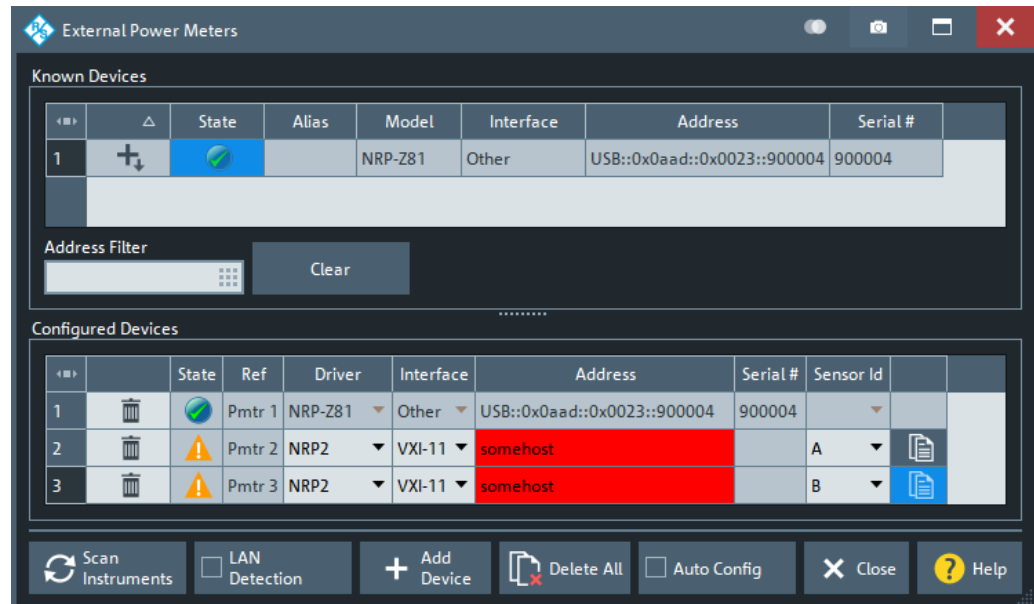 External Power Meters
Known Devices
State Alias Model Interface Address Serial #
1 NRP-Z81 Other USB::0x0aad::0x0023::900004 900004
Address Filter
Clear
Configured Devices
State Ref Driver Interface Address Serial # Sensor Id
1 Pmtr 1 NRP-Z81 Other USB::0x0aad::0x0023::900004 900004
2 Pmtr 2 NRP2 VXI-11 somehost A
3 Pmtr 3 NRP2 VXI-11 somehost B
Scan Instruments
LAN Detection
Add Device
Delete All
Auto Config
Close
? Help